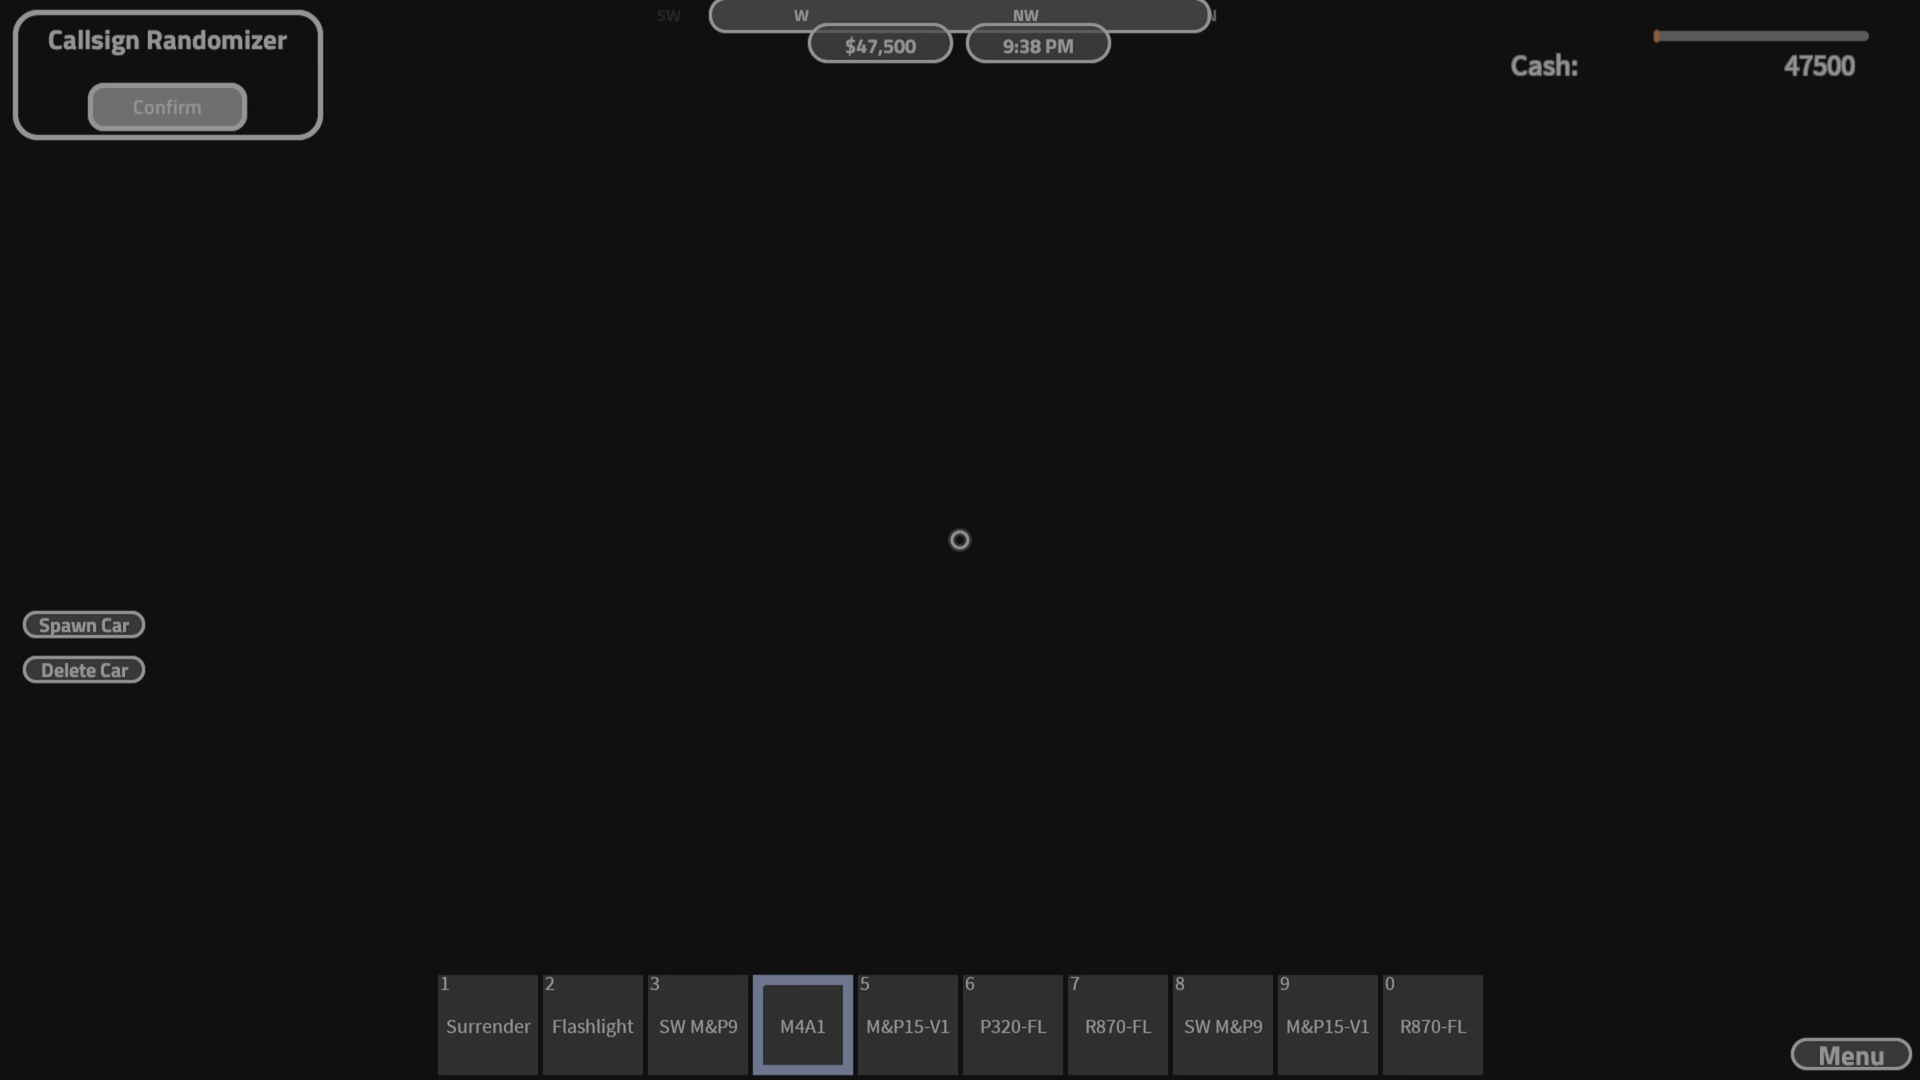 Callsign Randomizer
Confirm
SW W NW N
$47,500 9:38 PM
Cash: 47500
Spawn Car
Delete Car
1 2 3 5 6 7 8 9 0
Surrender Flashlight SW M&P9 M4A1 M&P15-V1 P320-FL R870-FL SW M&P9 M&P15-V1 R870-FL
Menu